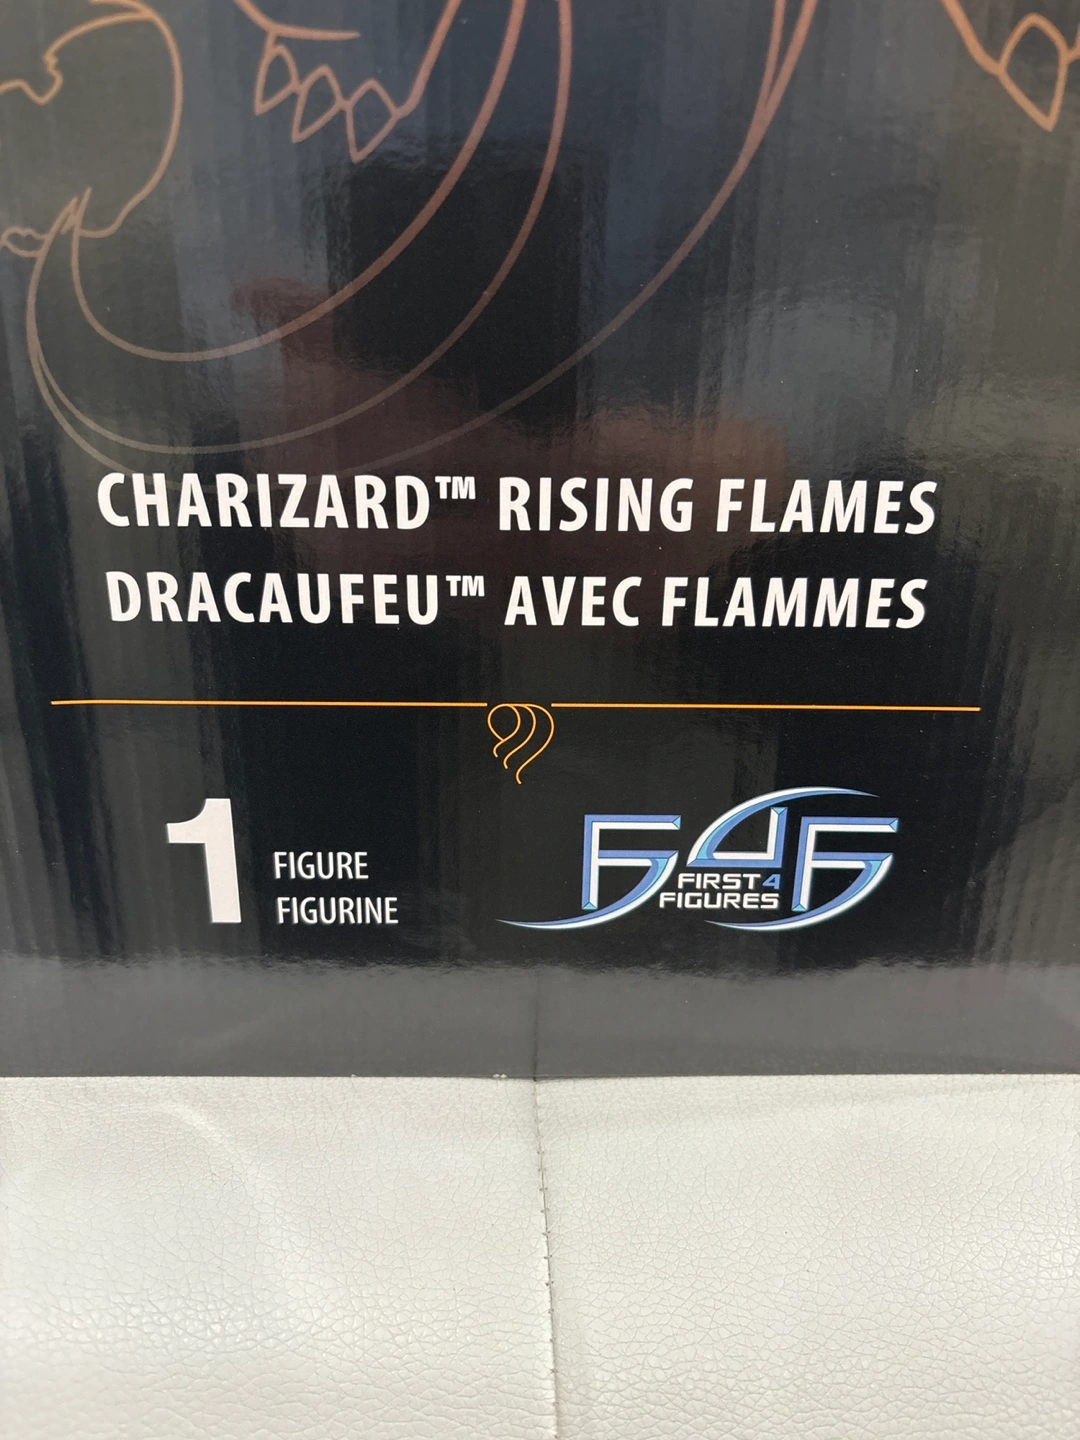 CHARIZARD™ RISING FLAMES
DRACAUFEU™ AVEC FLAMMES
1 FIGURE
FIGURINE
F4F
FIRST 4
FIGURES